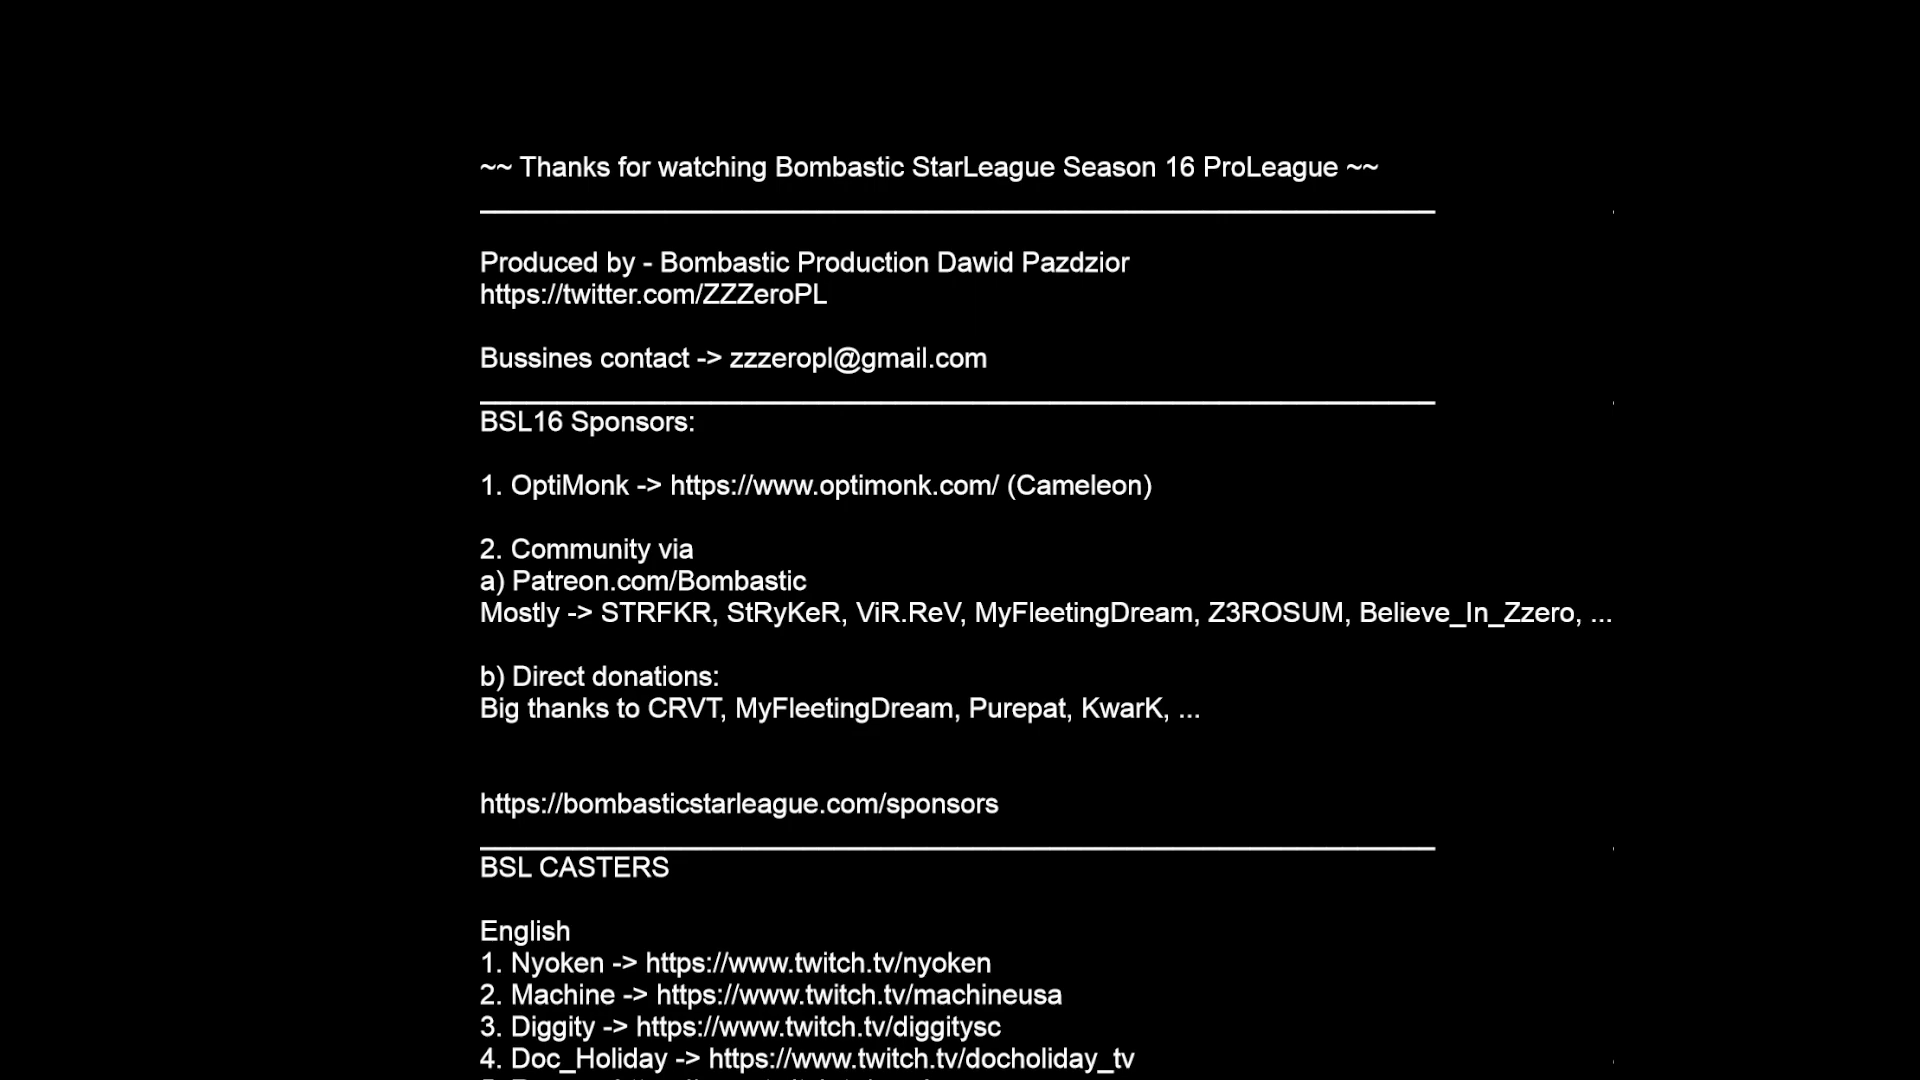 ~~ Thanks for watching Bombastic StarLeague Season 16 ProLeague ~~
Produced by - Bombastic Production Dawid Pazdzior
https://twitter.com/ZZZeroPL
Bussines contact -> zzzeropl@gmail.com
BSL16 Sponsors:
1. OptiMonk -> https://www.optimonk.com/ (Cameleon)
2. Community via
a) Patreon.com/Bombastic
Mostly -> STRFKR, StRyKeR, ViR.ReV, MyFleetingDream, Z3ROSUM, Believe_In_Zzero, ...
b) Direct donations:
Big thanks to CRVT, MyFleetingDream, Purepat, KwarK, ...
https://bombasticstarleague.com/sponsors
BSL CASTERS
English
1. Nyoken -> https://www.twitch.tv/nyoken
2. Machine -> https://www.twitch.tv/machineusa
3. Diggity -> https://www.twitch.tv/diggitysc
4. Doc_Holiday -> https://www.twitch.tv/docholiday_tv